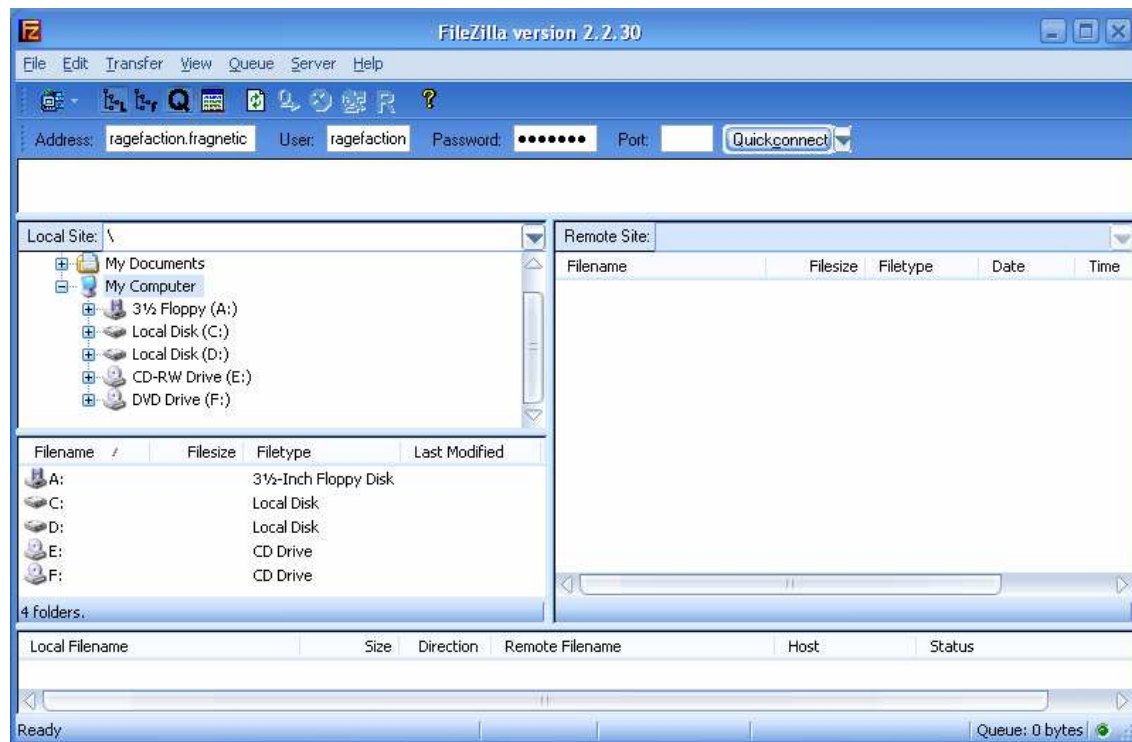 FileZilla version 2.2.30
File Edit Transfer View Queue Server Help
Address: ragefaction.fragnetic User: ragefaction Password: ●●●●●●● Port: Quickconnect
Local Site: \
My Documents
My Computer
3½ Floppy (A:)
Local Disk (C:)
Local Disk (D:)
CD-RW Drive (E:)
DVD Drive (F:)
Filename / Filesize Filetype Last Modified
A: 3½-Inch Floppy Disk
C: Local Disk
D: Local Disk
E: CD Drive
F: CD Drive
4 folders.
Remote Site:
Filename Filesize Filetype Date Time
Local Filename Size Direction Remote Filename Host Status
Ready Queue: 0 bytes